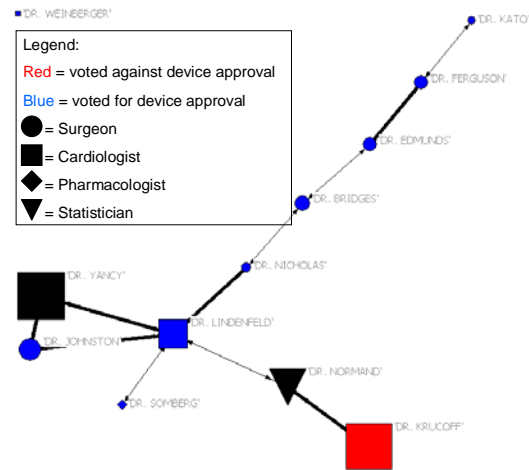 'DR. WEINBERGER'
'DR. KATO'
Legend:
Red = voted against device approval
Blue = voted for device approval
= Surgeon
= Cardiologist
= Pharmacologist
= Statistician
'DR. FERGUSON'
'DR. EDMUNDS'
'DR. BRIDGES'
'DR. NICHOLAS'
'DR. YANCY'
'DR. LINDENFELD'
'DR. JOHNSTON'
'DR. NORMAND'
'DR. SOMBERG'
'DR. KRUCOFF'